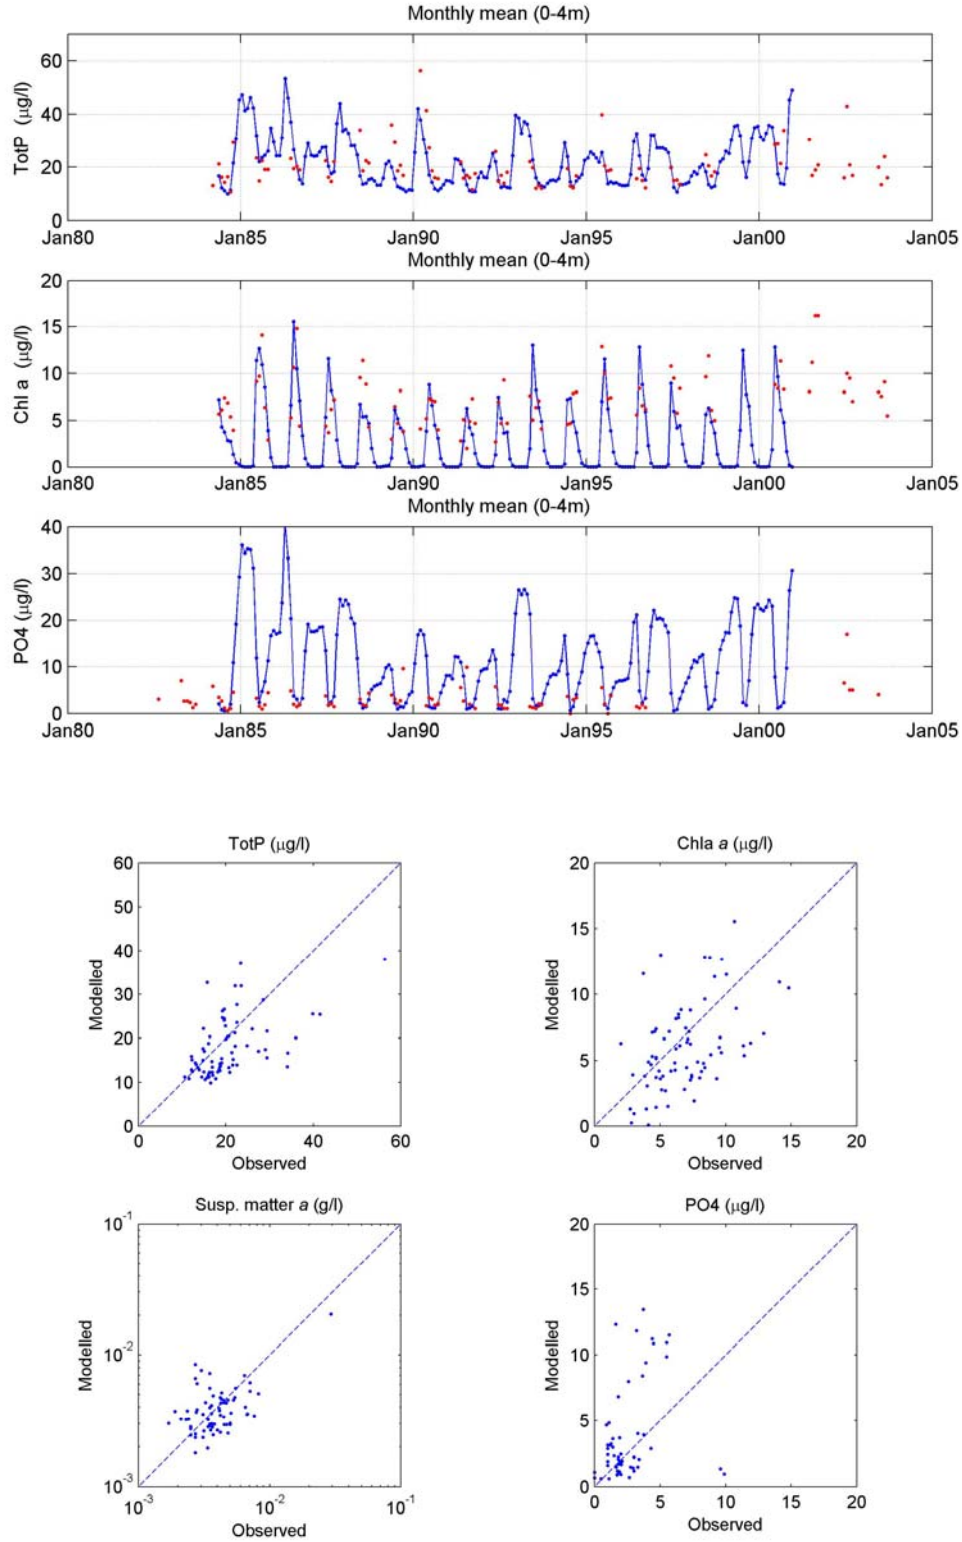 Monthly mean (0-4m)
TotP (μg/l)
60
40
20
0
Jan80 Jan85 Jan90 Jan95 Jan00 Jan05
Monthly mean (0-4m)
Chl a (μg/l)
20
15
10
5
0
Jan80 Jan85 Jan90 Jan95 Jan00 Jan05
Monthly mean (0-4m)
PO4 (μg/l)
40
30
20
10
0
Jan80 Jan85 Jan90 Jan95 Jan00 Jan05
TotP (μg/l)
Modelled
60
50
40
30
20
10
0
0 20 40 60
Observed
Chla a (μg/l)
Modelled
20
15
10
5
0
0 5 10 15 20
Observed
Susp. matter a (g/l)
Modelled
10⁻¹
10⁻²
10⁻³
10⁻³ 10⁻² 10⁻¹
Observed
PO4 (μg/l)
Modelled
20
15
10
5
0
0 5 10 15 20
Observed